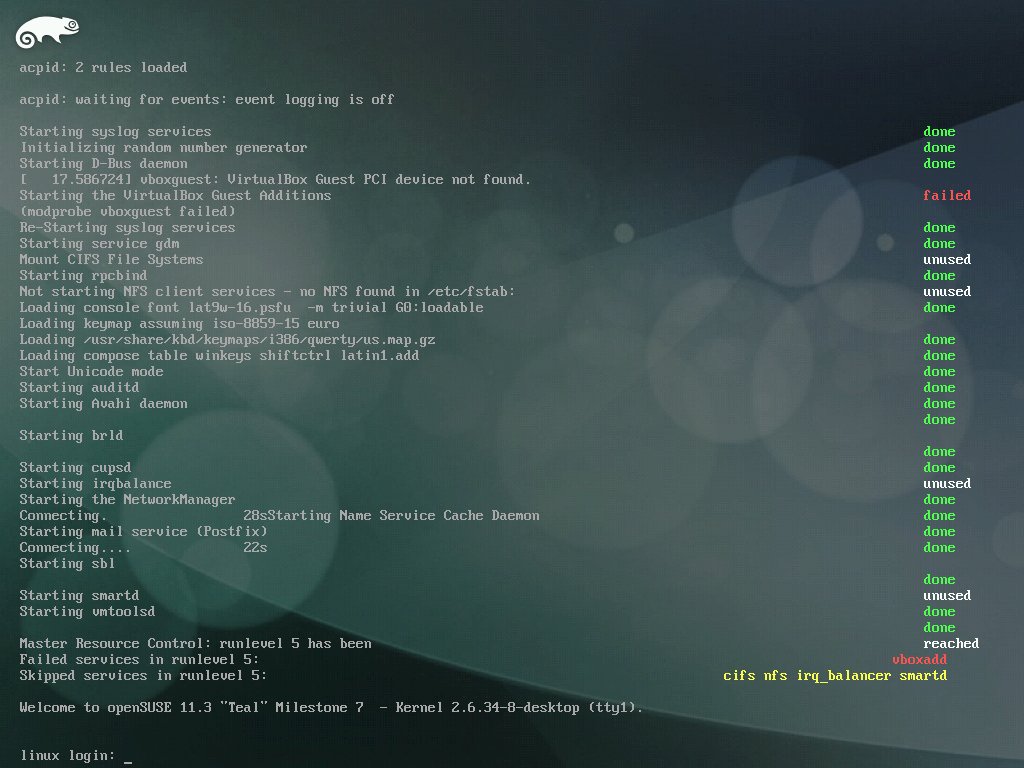 acpid: 2 rules loaded
acpid: waiting for events: event logging is off
Starting syslog services done
Initializing random number generator done
Starting D-Bus daemon done
[   17.586724] vboxguest: VirtualBox Guest PCI device not found.
Starting the VirtualBox Guest Additions failed
(modprobe vboxguest failed)
Re-Starting syslog services done
Starting service gdm done
Mount CIFS File Systems unused
Starting rpcbind done
Not starting NFS client services - no NFS found in /etc/fstab: unused
Loading console font lat9w-16.psfu  -m trivial G0:loadable done
Loading keymap assuming iso-8859-15 euro
Loading /usr/share/kbd/keymaps/i386/qwerty/us.map.gz done
Loading compose table winkeys shiftctrl latin1.add done
Start Unicode mode done
Starting auditd done
Starting Avahi daemon done
done
Starting brld
done
Starting cupsd done
Starting irqbalance unused
Starting the NetworkManager done
Connecting. 28sStarting Name Service Cache Daemon done
Starting mail service (Postfix) done
Connecting.... 22s done
Starting sbl
done
Starting smartd unused
Starting vmtoolsd done
done
Master Resource Control: runlevel 5 has been reached
Failed services in runlevel 5: vboxadd
Skipped services in runlevel 5: cifs nfs irq_balancer smartd
Welcome to openSUSE 11.3 "Teal" Milestone 7  - Kernel 2.6.34-8-desktop (tty1).
linux login: _